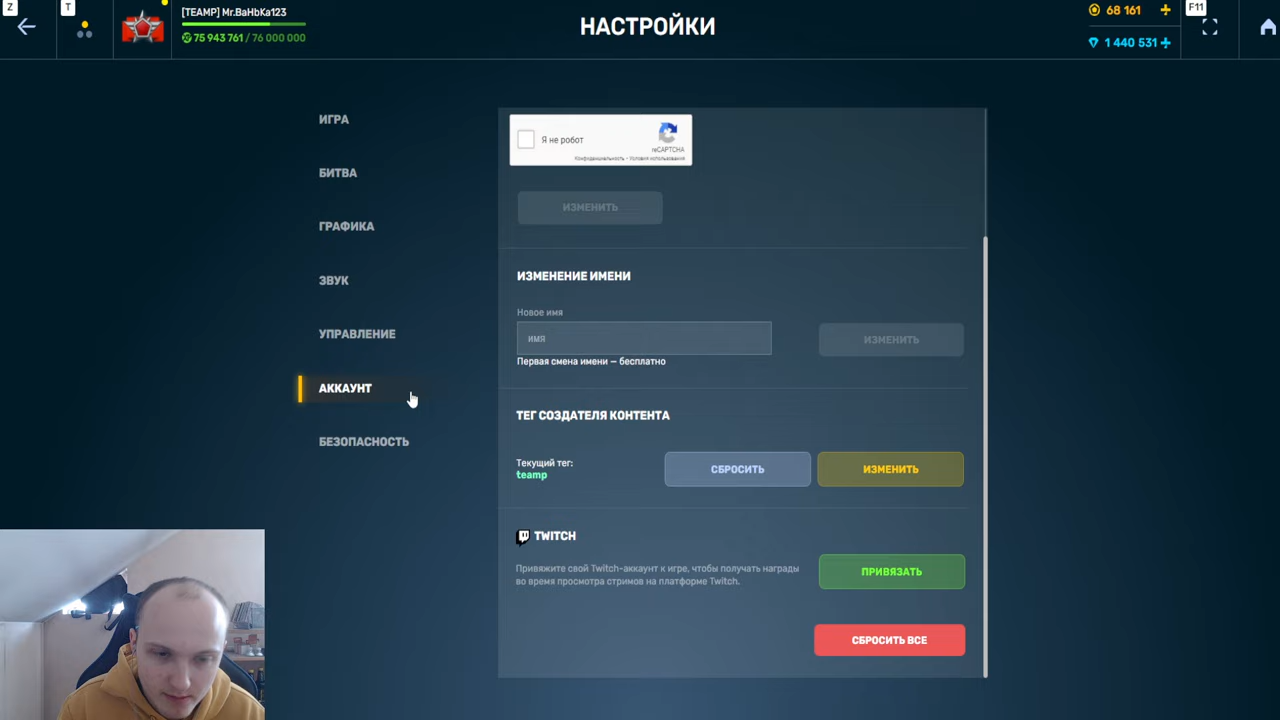 Z
T
[TEAMP] Mr.BaHbKa123
75 943 761 / 76 000 000
НАСТРОЙКИ
68 161
F11
1 440 531
ИГРА
БИТВА
ГРАФИКА
ЗВУК
УПРАВЛЕНИЕ
АККАУНТ
БЕЗОПАСНОСТЬ
Я не робот
reCAPTCHA
Конфиденциальность - Условия использования
ИЗМЕНИТЬ
ИЗМЕНЕНИЕ ИМЕНИ
Новое имя
имя
ИЗМЕНИТЬ
Первая смена имени — бесплатно
ТЕГ СОЗДАТЕЛЯ КОНТЕНТА
Текущий тег:
teamp
СБРОСИТЬ
ИЗМЕНИТЬ
TWITCH
Привяжите свой Twitch-аккаунт к игре, чтобы получать награды
во время просмотра стримов на платформе Twitch.
ПРИВЯЗАТЬ
СБРОСИТЬ ВСЕ